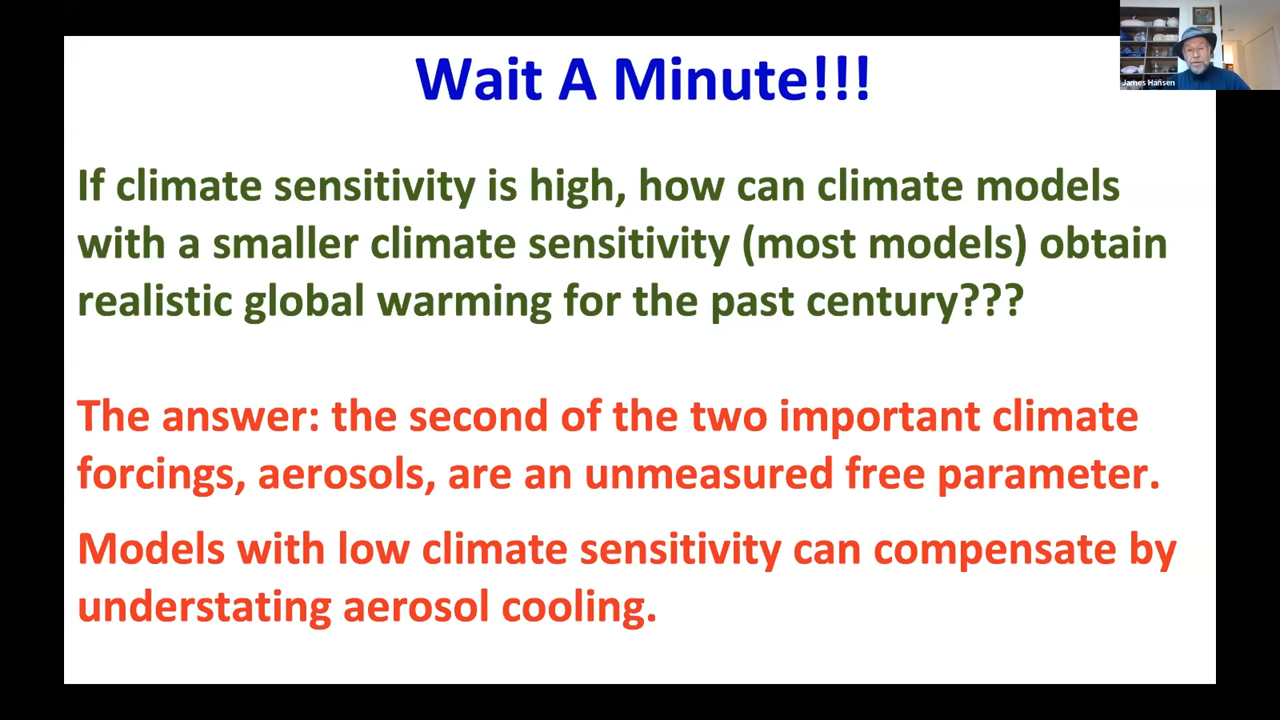 Wait A Minute!!!
James Hansen
If climate sensitivity is high, how can climate models
with a smaller climate sensitivity (most models) obtain
realistic global warming for the past century???
The answer: the second of the two important climate
forcings, aerosols, are an unmeasured free parameter.
Models with low climate sensitivity can compensate by
understating aerosol cooling.